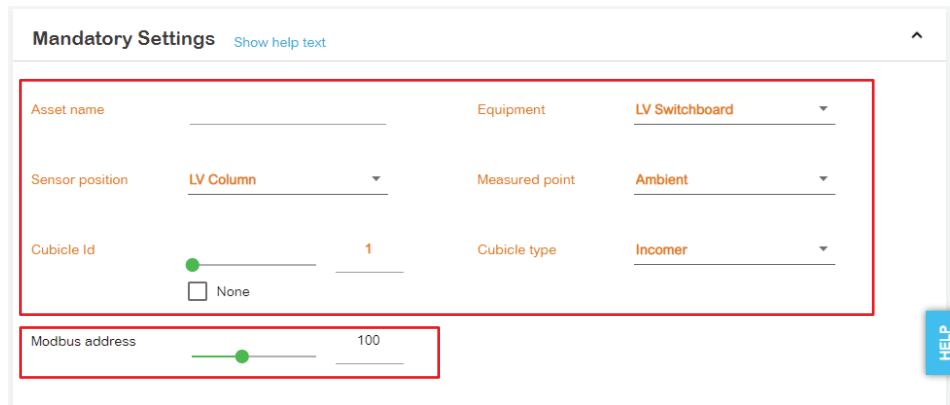 Mandatory Settings Show help text
Asset name Equipment LV Switchboard
Sensor position LV Column Measured point Ambient
Cubicle Id 1 Cubicle type Incomer
None
Modbus address 100
HELP